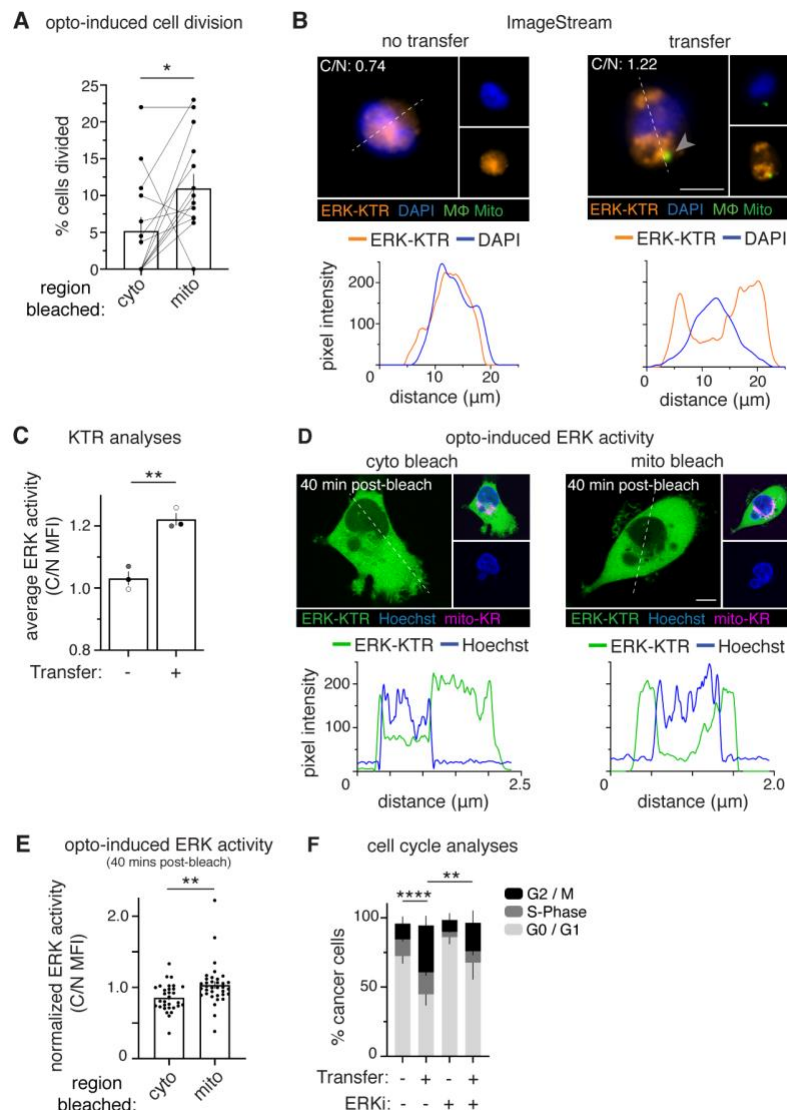 A opto-induced cell division
*
% cells divided
25
20
15
10
5
0
region bleached:
cyto
mito
B ImageStream
no transfer
transfer
C/N: 0.74
C/N: 1.22
ERK-KTR DAPI MΦ Mito
ERK-KTR DAPI MΦ Mito
ERK-KTR DAPI
ERK-KTR DAPI
pixel intensity
200
100
0 10 20
0 10 20
distance (μm)
distance (μm)
C KTR analyses
**
average ERK activity
(C/N MFI)
1.2
1.0
0.8
Transfer: - +
D opto-induced ERK activity
cyto bleach
mito bleach
40 min post-bleach
40 min post-bleach
ERK-KTR Hoechst mito-KR
ERK-KTR Hoechst mito-KR
ERK-KTR Hoechst
ERK-KTR Hoechst
pixel intensity
200
100
0 2.5
0 2.0
distance (μm)
distance (μm)
E opto-induced ERK activity
(40 mins post-bleach)
**
normalized ERK activity
(C/N MFI)
2.0
1.0
0
region bleached:
cyto
mito
F cell cycle analyses
**
****
G2 / M
S-Phase
G0 / G1
% cancer cells
100
50
0
Transfer: - + - +
ERKi: - - + +